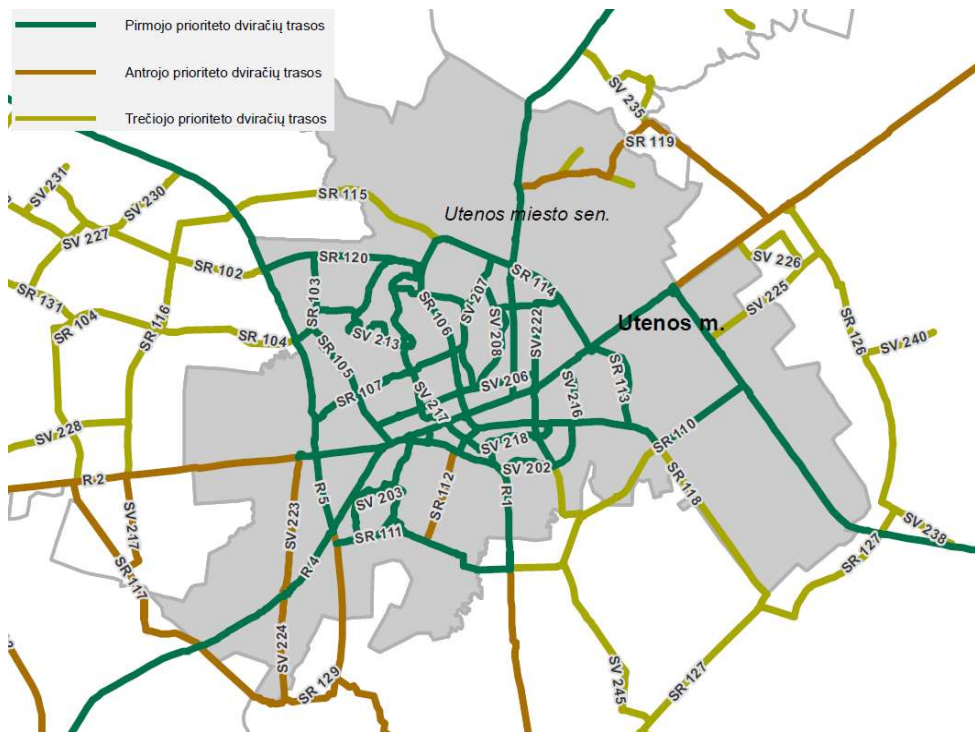 Pirmojo prioriteto dviračių trasos
Antrojo prioriteto dviračių trasos
Trečiojo prioriteto dviračių trasos
SV 235
SR 119
SV 231
SV 230
SR 115
Utenos miesto sen.
SV 227
SR 102
SR 120
SV 207
SR 114
SV 226
SR 131
SR 103
SV 225
SR 104
SR 116
SR 104
SV 213
SR 106
SV 208
SV 222
Utenos m.
SR 126
SV 240
SR 105
SR 107
SV 206
SV 217
SV 216
SR 113
SV 228
SV 218
SR 110
R 2
SV 202
SR 118
R 5
SV 203
SR 112
R 1
SV 217
SV 223
SR 111
SV 238
SR 127
R 4
SR 117
SV 224
SR 129
SV 245
SR 127